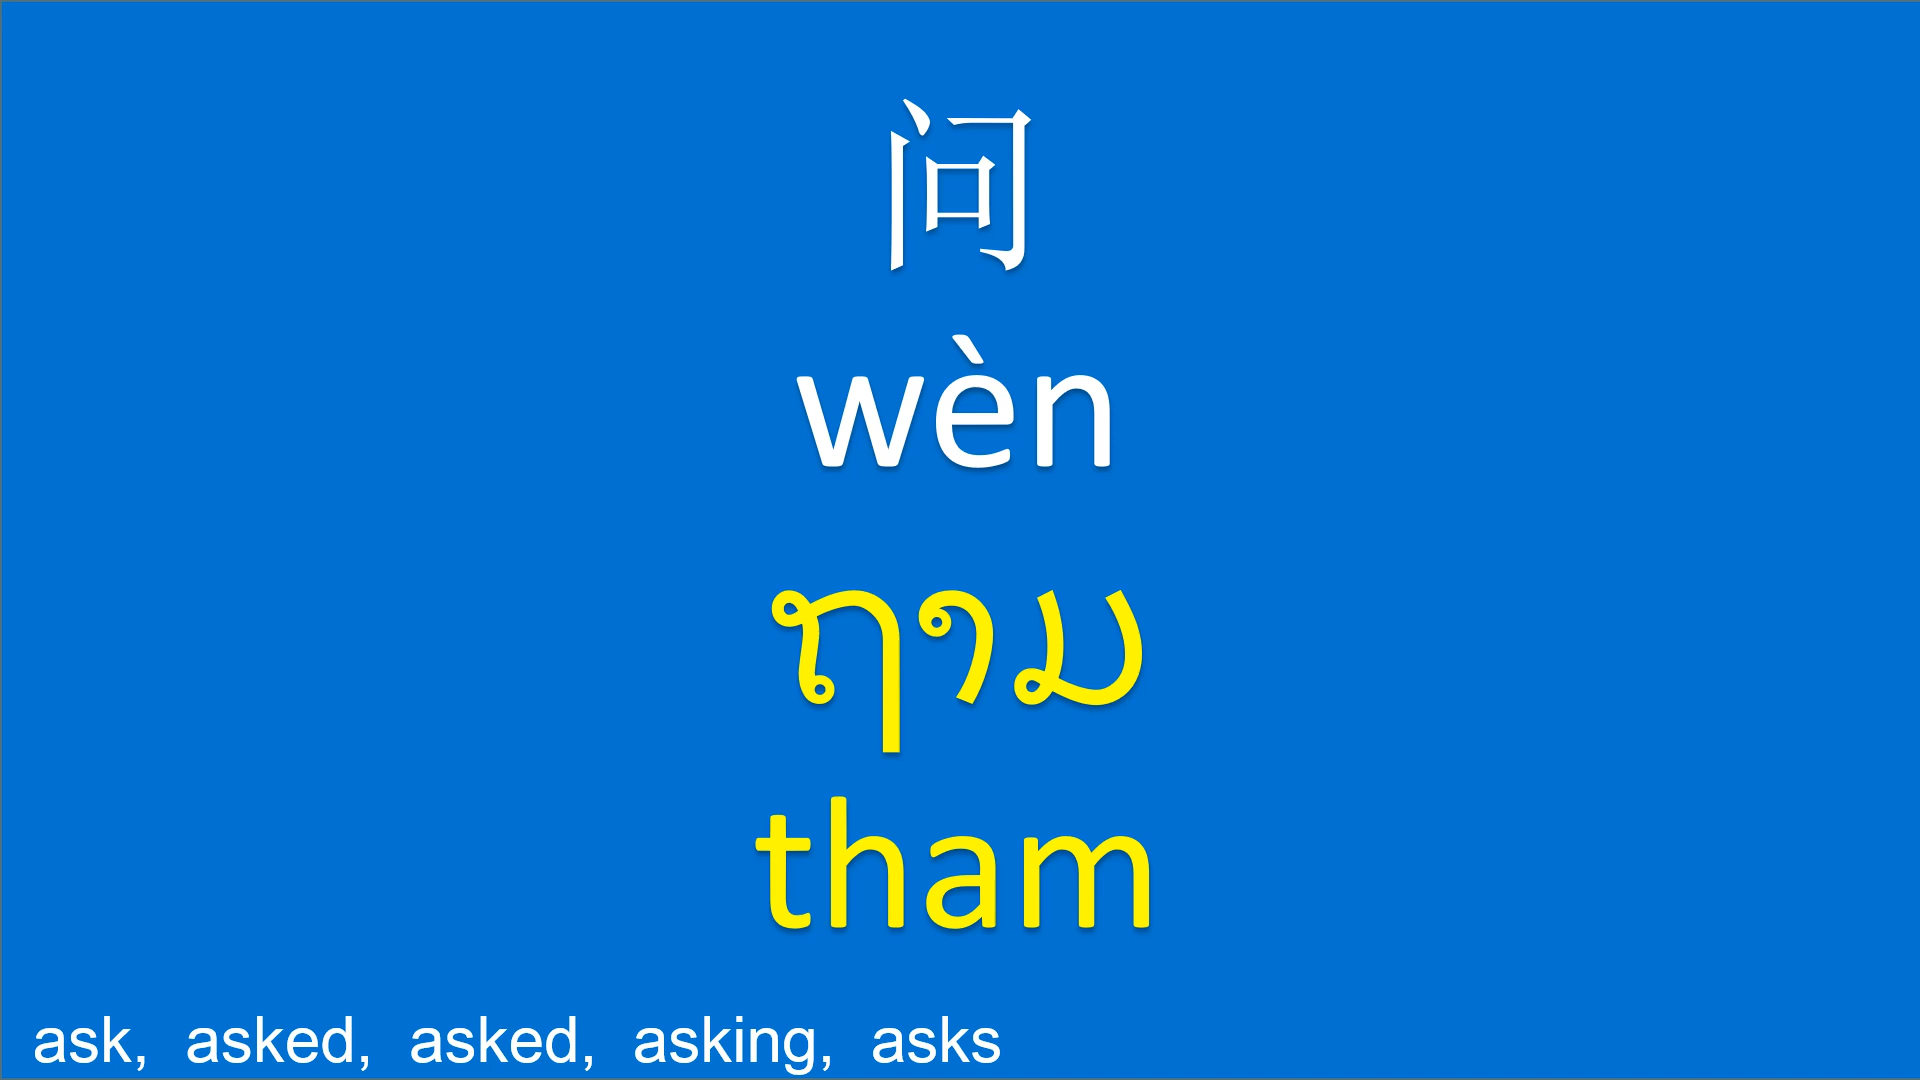 问
wèn
ຖາມ
tham
ask, asked, asked, asking, asks